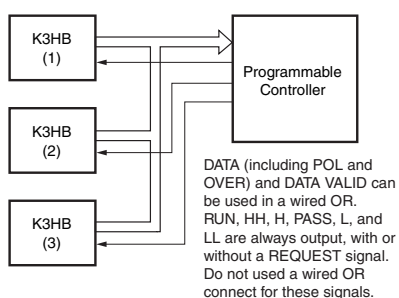 K3HB
(1)
Programmable
Controller
K3HB
(2)
K3HB
(3)
DATA (including POL and
OVER) and DATA VALID can
be used in a wired OR.
RUN, HH, H, PASS, L, and
LL are always output, with or
without a REQUEST signal.
Do not used a wired OR
connect for these signals.